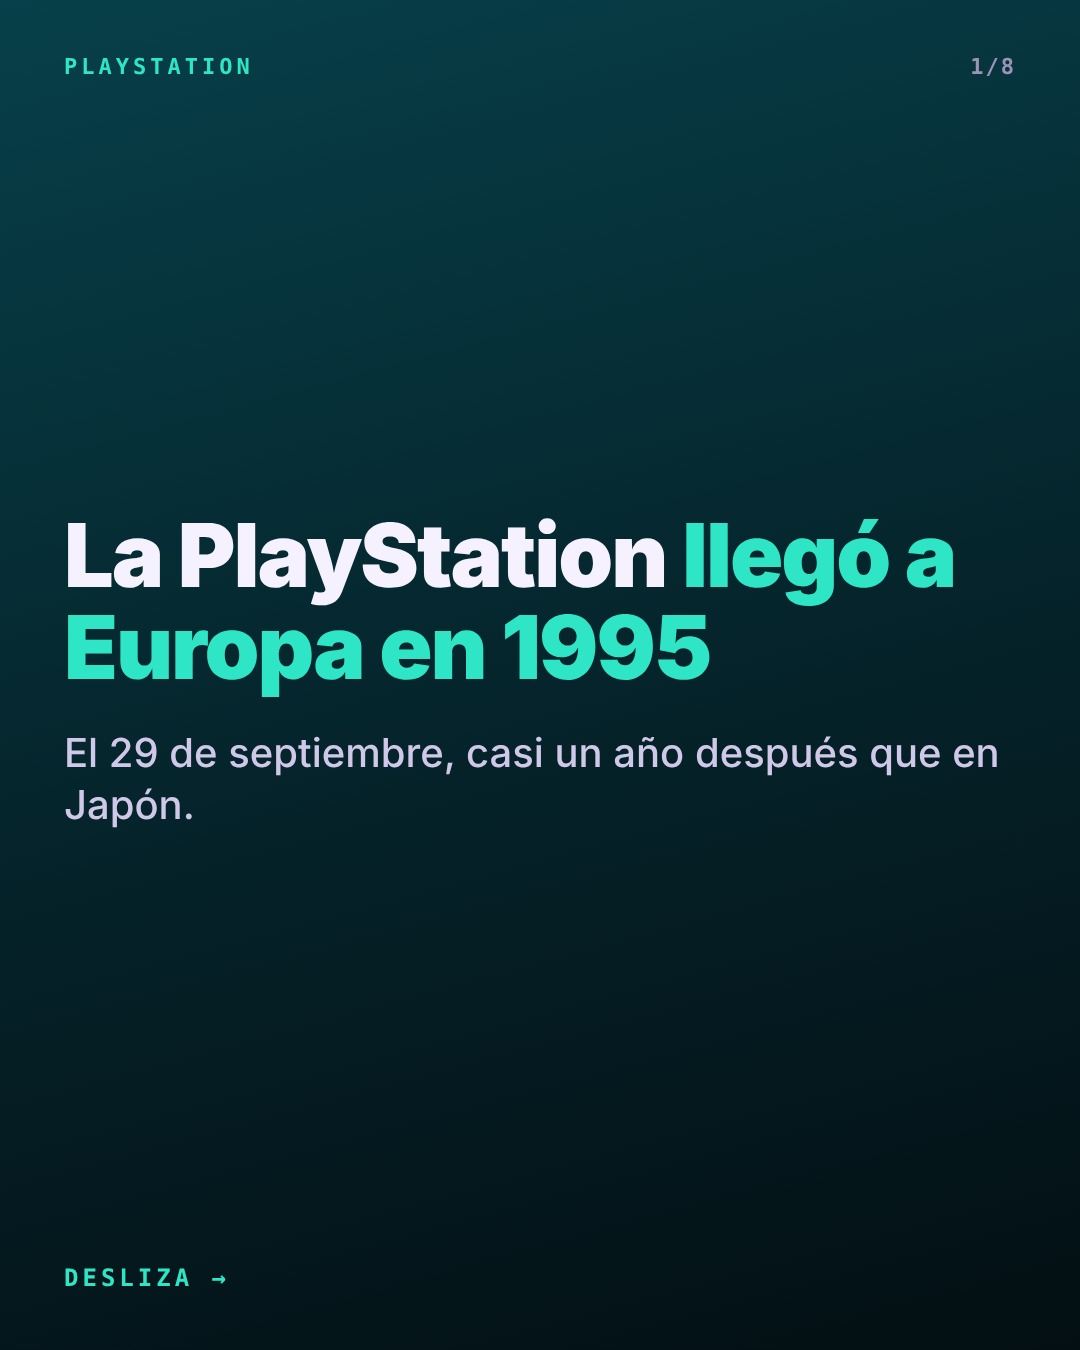 PLAYSTATION
1/8
La PlayStation llegó a
Europa en 1995
El 29 de septiembre, casi un año después que en
Japón.
DESLIZA →